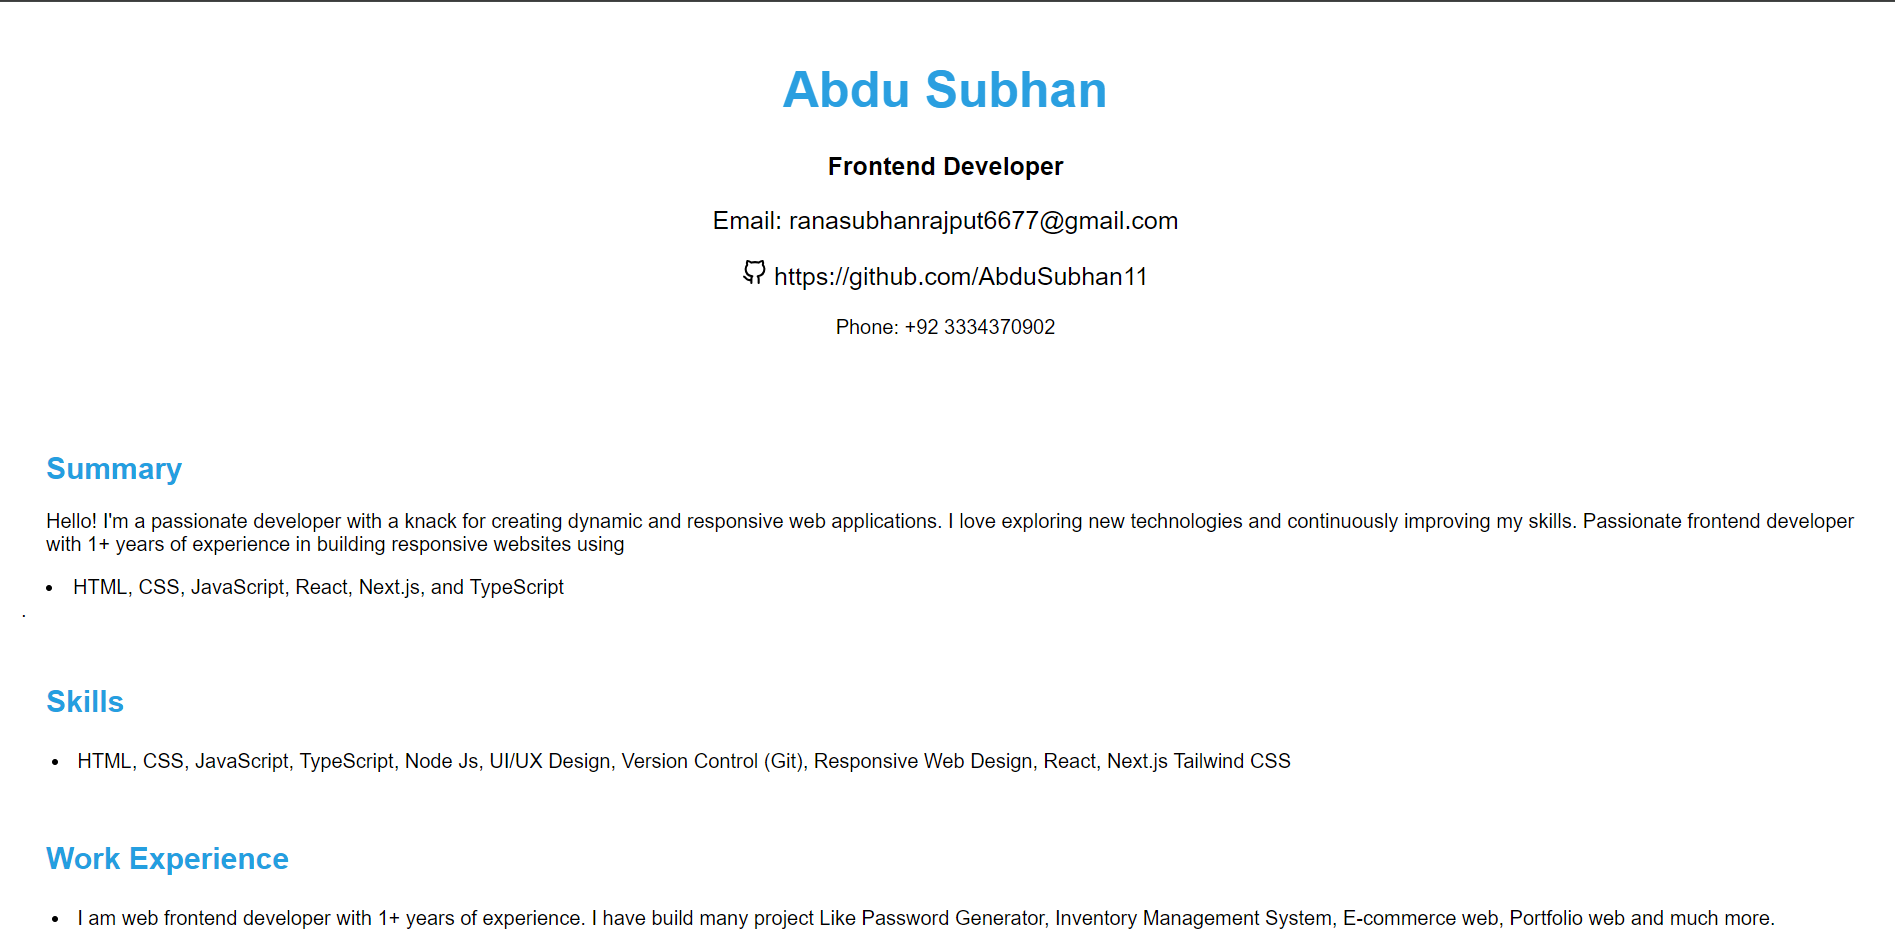 Abdu Subhan
Frontend Developer
Email: ranasubhanrajput6677@gmail.com
https://github.com/AbduSubhan11
Phone: +92 3334370902
Summary
Hello! I'm a passionate developer with a knack for creating dynamic and responsive web applications. I love exploring new technologies and continuously improving my skills. Passionate frontend developer
with 1+ years of experience in building responsive websites using
• HTML, CSS, JavaScript, React, Next.js, and TypeScript
.
Skills
• HTML, CSS, JavaScript, TypeScript, Node Js, UI/UX Design, Version Control (Git), Responsive Web Design, React, Next.js Tailwind CSS
Work Experience
• I am web frontend developer with 1+ years of experience. I have build many project Like Password Generator, Inventory Management System, E-commerce web, Portfolio web and much more.